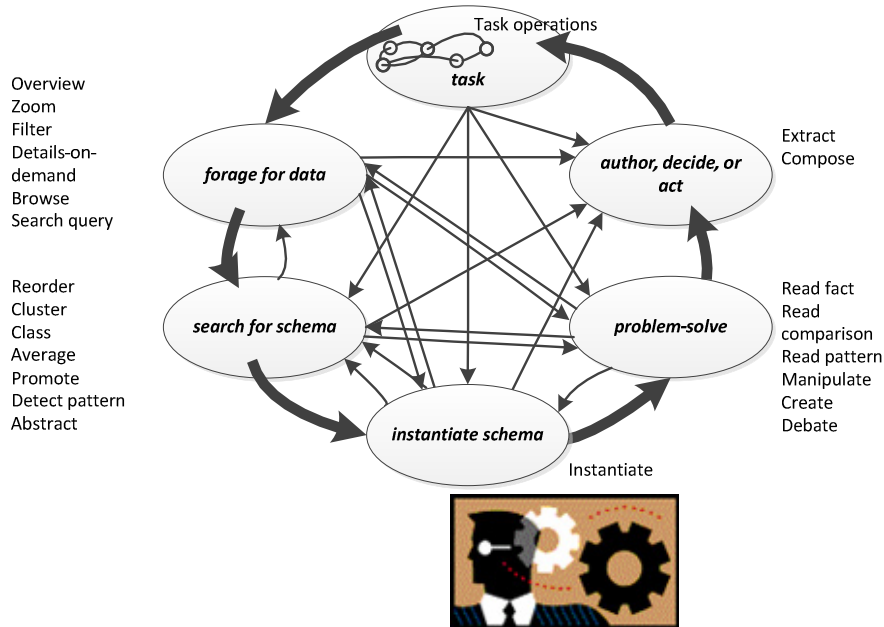 Task operations
task
Overview
Zoom
Filter
Details-on-
demand
Browse
Search query
forage for data
author, decide, or
act
Extract
Compose
Reorder
Cluster
Class
Average
Promote
Detect pattern
Abstract
search for schema
problem-solve
Read fact
Read
comparison
Read pattern
Manipulate
Create
Debate
instantiate schema
Instantiate